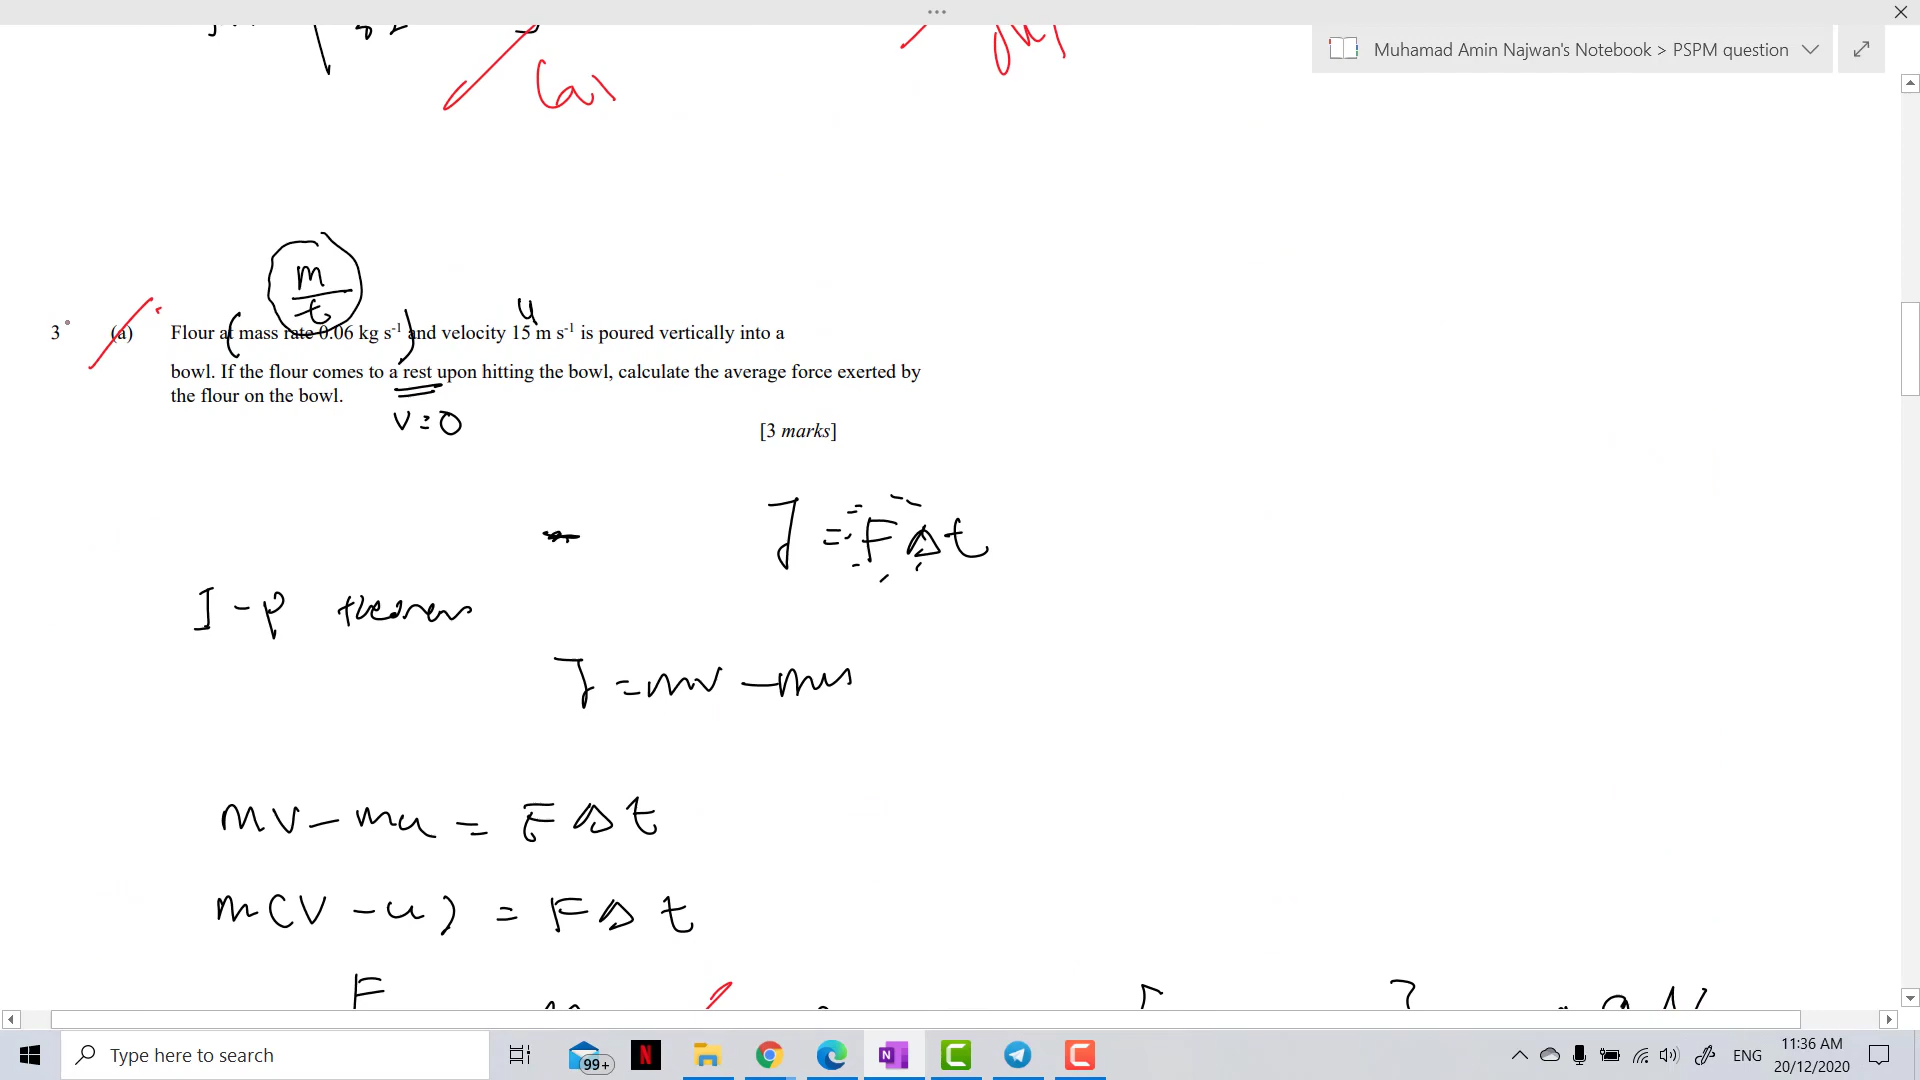 Muhamad Amin Najwan's Notebook > PSPM question
(a)
m
t
u
3 (a) Flour at mass rate 0.06 kg s⁻¹ and velocity 15 m s⁻¹ is poured vertically into a
bowl. If the flour comes to a rest upon hitting the bowl, calculate the average force exerted by
the flour on the bowl.
v = 0
[3 marks]
J = FΔt
I - p theorem
J = mv - mu
mv - mu = FΔt
m(v - u) = FΔt
F
Type here to search
99+
N
N
C
C
ENG
11:36 AM
20/12/2020